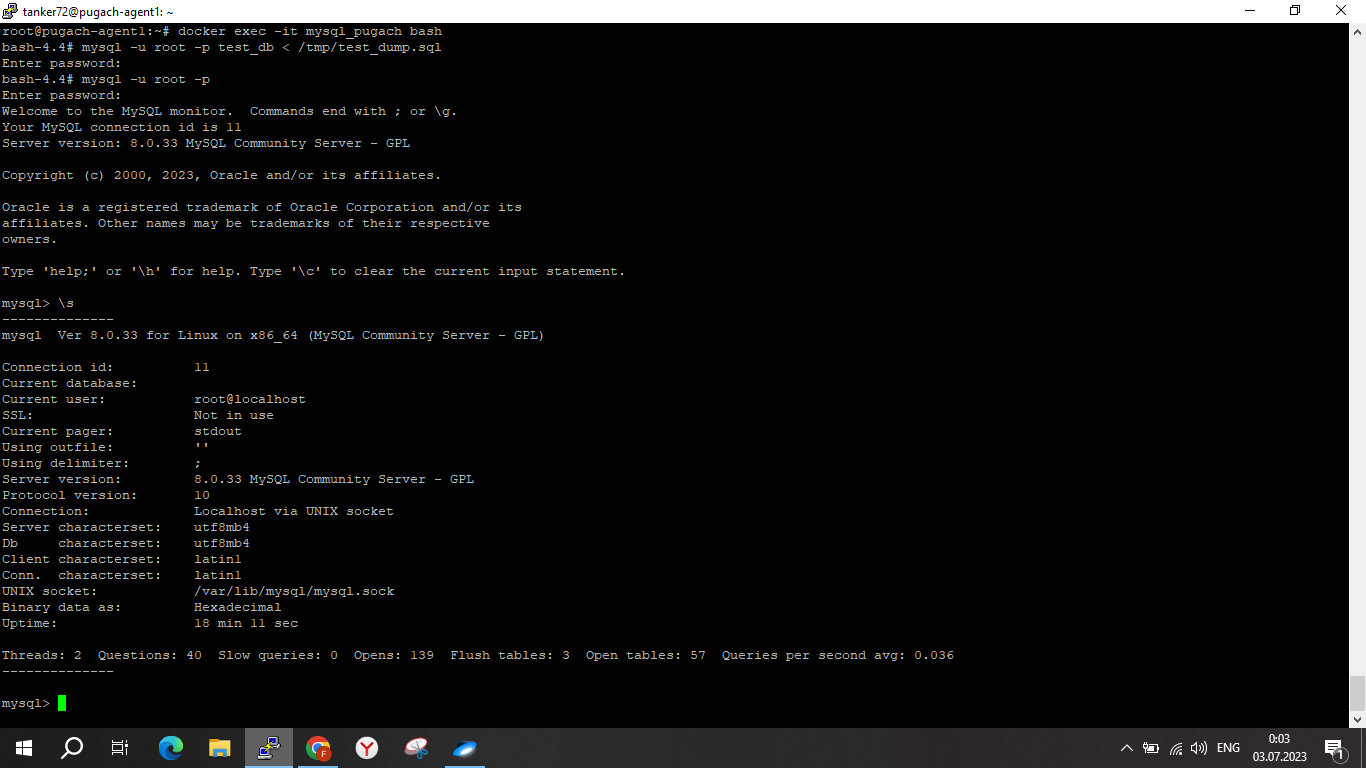 tanker72@pugach-agent1: ~
root@pugach-agent1:~# docker exec -it mysql_pugach bash
bash-4.4# mysql -u root -p test_db < /tmp/test_dump.sql
Enter password:
bash-4.4# mysql -u root -p
Enter password:
Welcome to the MySQL monitor.  Commands end with ; or \g.
Your MySQL connection id is 11
Server version: 8.0.33 MySQL Community Server - GPL
Copyright (c) 2000, 2023, Oracle and/or its affiliates.
Oracle is a registered trademark of Oracle Corporation and/or its
affiliates. Other names may be trademarks of their respective
owners.
Type 'help;' or '\h' for help. Type '\c' to clear the current input statement.
mysql> \s
--------------
mysql  Ver 8.0.33 for Linux on x86_64 (MySQL Community Server - GPL)
Connection id:          11
Current database:
Current user:           root@localhost
SSL:                    Not in use
Current pager:          stdout
Using outfile:          ''
Using delimiter:        ;
Server version:         8.0.33 MySQL Community Server - GPL
Protocol version:       10
Connection:             Localhost via UNIX socket
Server characterset:    utf8mb4
Db     characterset:    utf8mb4
Client characterset:    latin1
Conn.  characterset:    latin1
UNIX socket:            /var/lib/mysql/mysql.sock
Binary data as:         Hexadecimal
Uptime:                 18 min 11 sec
Threads: 2  Questions: 40  Slow queries: 0  Opens: 139  Flush tables: 3  Open tables: 57  Queries per second avg: 0.036
--------------
mysql>
ENG
0:03
03.07.2023
1